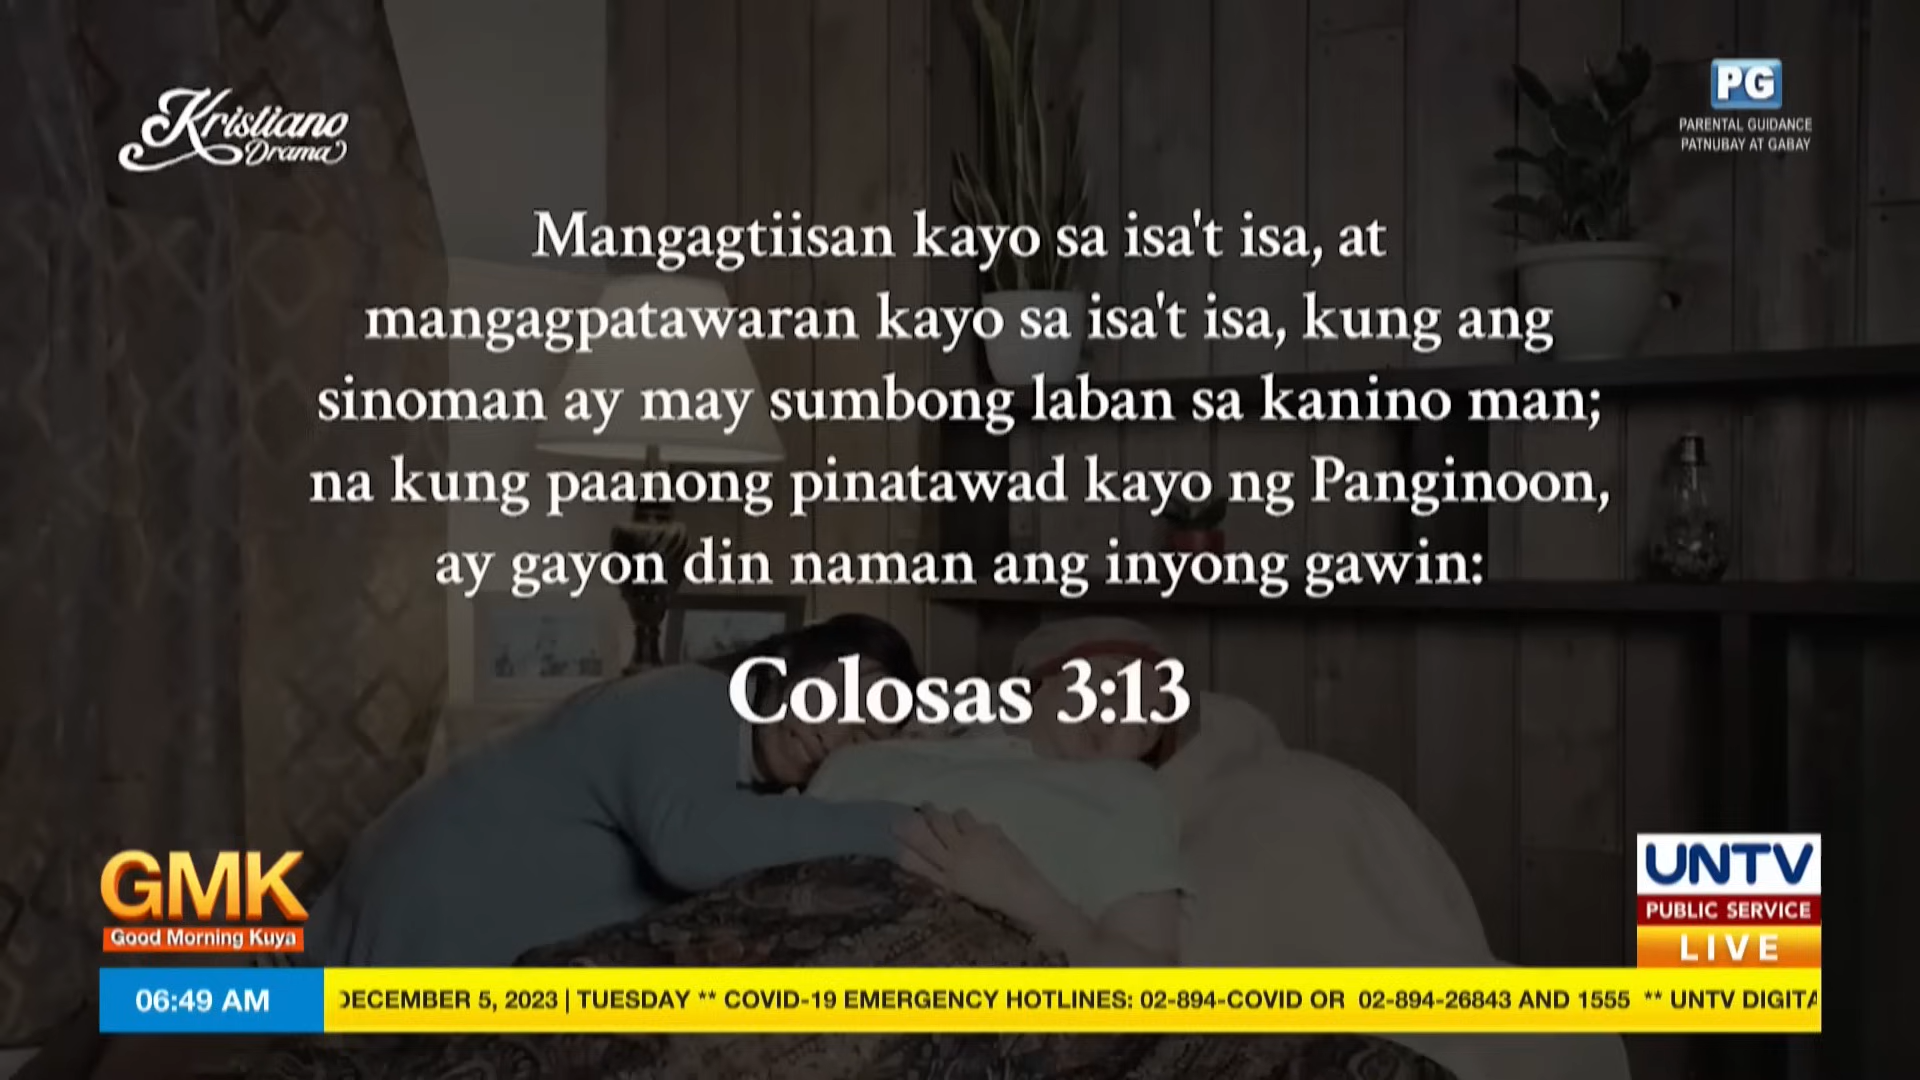 Kristiano
Drama
PG
PARENTAL GUIDANCE
PATNUBAY AT GABAY
Mangagtiisan kayo sa isa't isa, at
mangagpatawaran kayo sa isa't isa, kung ang
sinoman ay may sumbong laban sa kanino man;
na kung paanong pinatawad kayo ng Panginoon,
ay gayon din naman ang inyong gawin:
Colosas 3:13
GMK
Good Morning Kuya
UNTV
PUBLIC SERVICE
LIVE
06:49 AM
DECEMBER 5, 2023 | TUESDAY ** COVID-19 EMERGENCY HOTLINES: 02-894-COVID OR 02-894-26843 AND 1555 ** UNTV